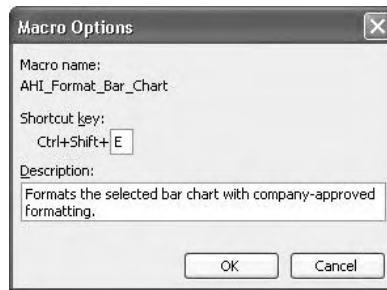 Macro Options
Macro name:
AHI_Format_Bar_Chart
Shortcut key:
Ctrl+Shift+ E
Description:
Formats the selected bar chart with company-approved
formatting.
OK Cancel